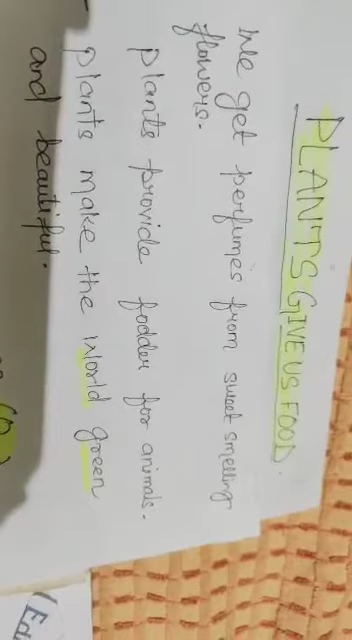 PLANTS GIVE US FOOD.
We get perfumes from sweet smelling
flowers.
plants provide fodder for animals.
plants make the world green
and beautiful.